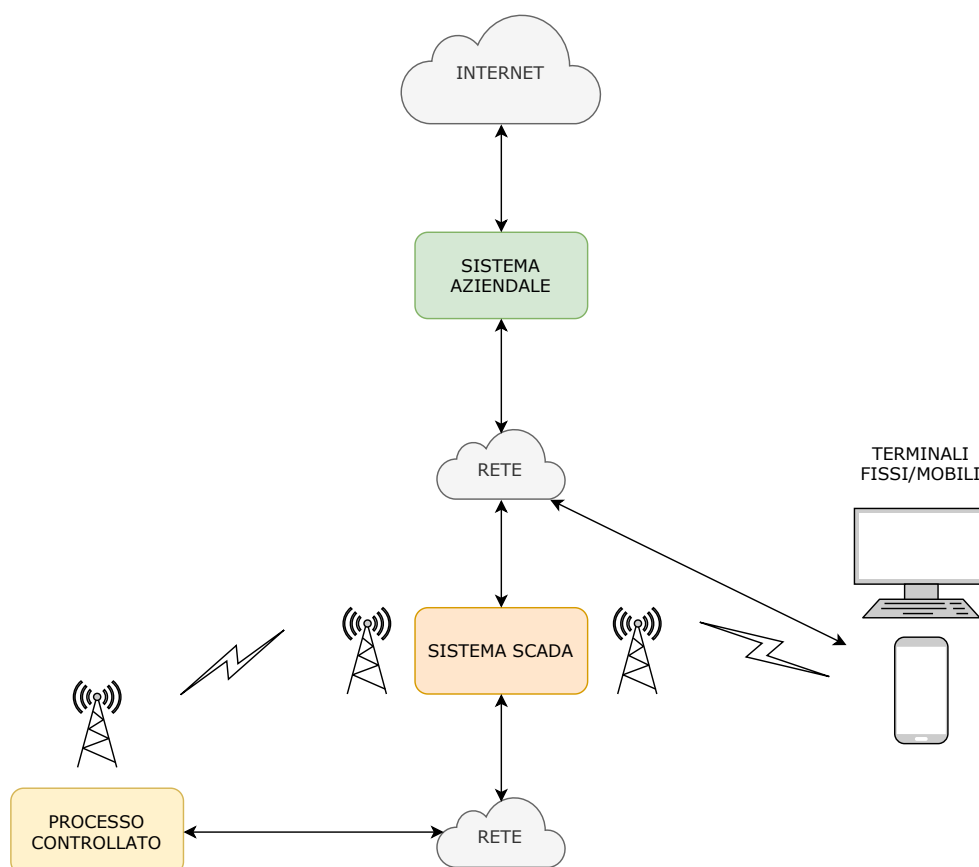 INTERNET
SISTEMA
AZIENDALE
RETE
TERMINALI
FISSI/MOBILI
SISTEMA SCADA
PROCESSO
CONTROLLATO
RETE